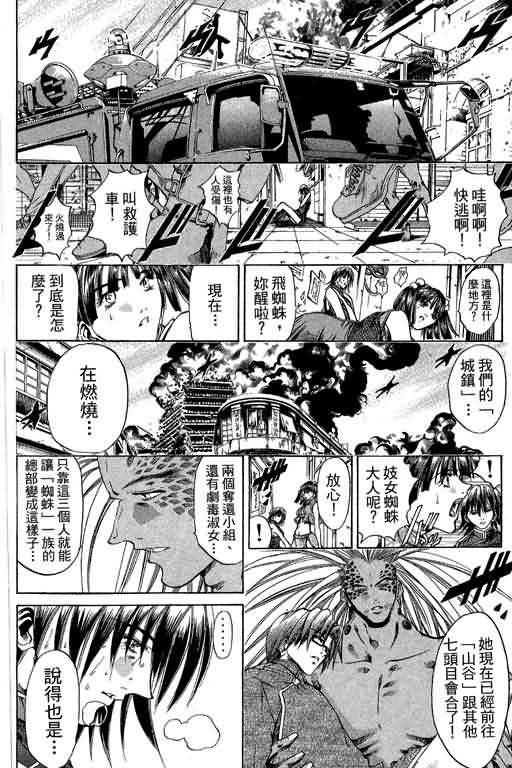 哇啊啊!
快逃啊!
這裡也有
人受傷!
叫救護
車!
火燒過
來了!
這裡是什
麼地方?
飛蜘蛛,
妳醒啦?
現在…
到底是怎
麼了?
我們的「
城鎮」…
在燃燒…
妓女蜘蛛
大人呢?
!
放心!
!
兩個奪還小組、
還有劇毒淑女、
只靠這三個人就能
讓「蜘蛛」一族的
總部變成這樣子…
她現在已經前往
「山谷」跟其他
七頭目會合了!
……
說得也是…